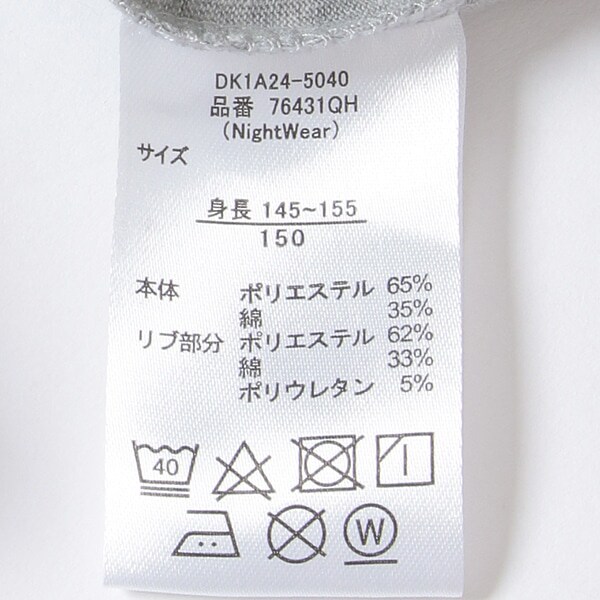 DK1A24-5040
品番 76431QH
(NightWear)
サイズ
身長 145~155
150
本体 ポリエステル 65%
綿 35%
リブ部分 ポリエステル 62%
綿 33%
ポリウレタン 5%
40
W